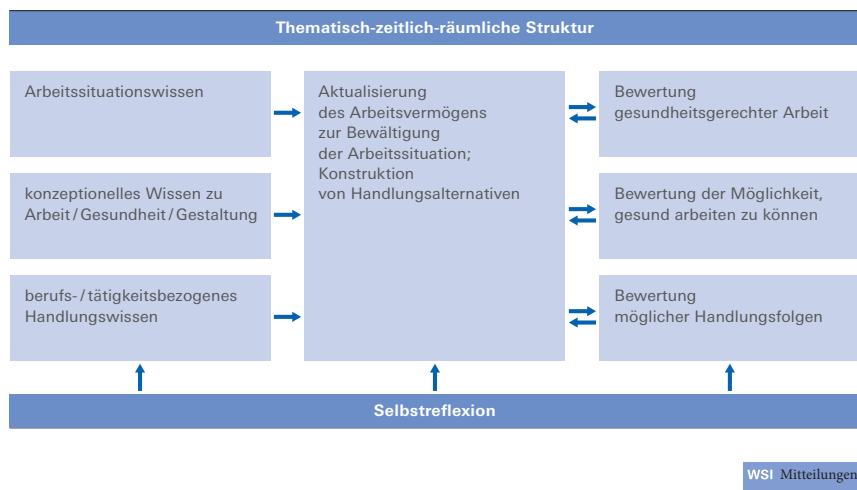 Thematisch-zeitlich-räumliche Struktur
Arbeitssituationswissen
konzeptionelles Wissen zu
Arbeit/Gesundheit/Gestaltung
berufs-/tätigkeitsbezogenes
Handlungswissen
Aktualisierung
des Arbeitsvermögens
zur Bewältigung
der Arbeitssituation;
Konstruktion
von Handlungsalternativen
Bewertung
gesundheitsgerechter Arbeit
Bewertung der Möglichkeit,
gesund arbeiten zu können
Bewertung
möglicher Handlungsfolgen
Selbstreflexion
WSI Mitteilungen